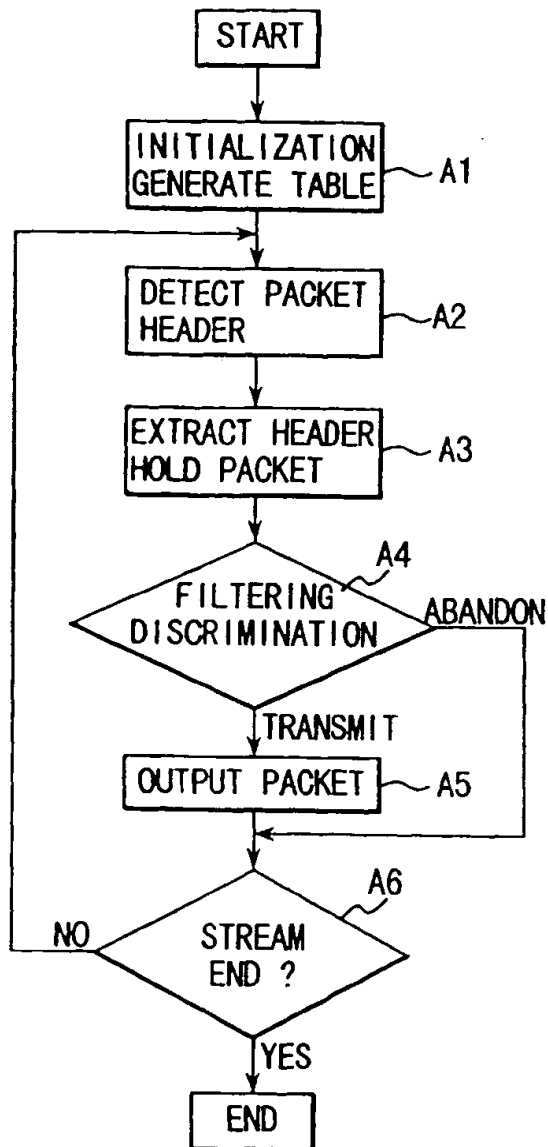 START
INITIALIZATION
GENERATE TABLE
A1
DETECT PACKET
HEADER
A2
EXTRACT HEADER
HOLD PACKET
A3
A4
FILTERING
DISCRIMINATION
ABANDON
TRANSMIT
OUTPUT PACKET
A5
A6
NO
STREAM
END ?
YES
END